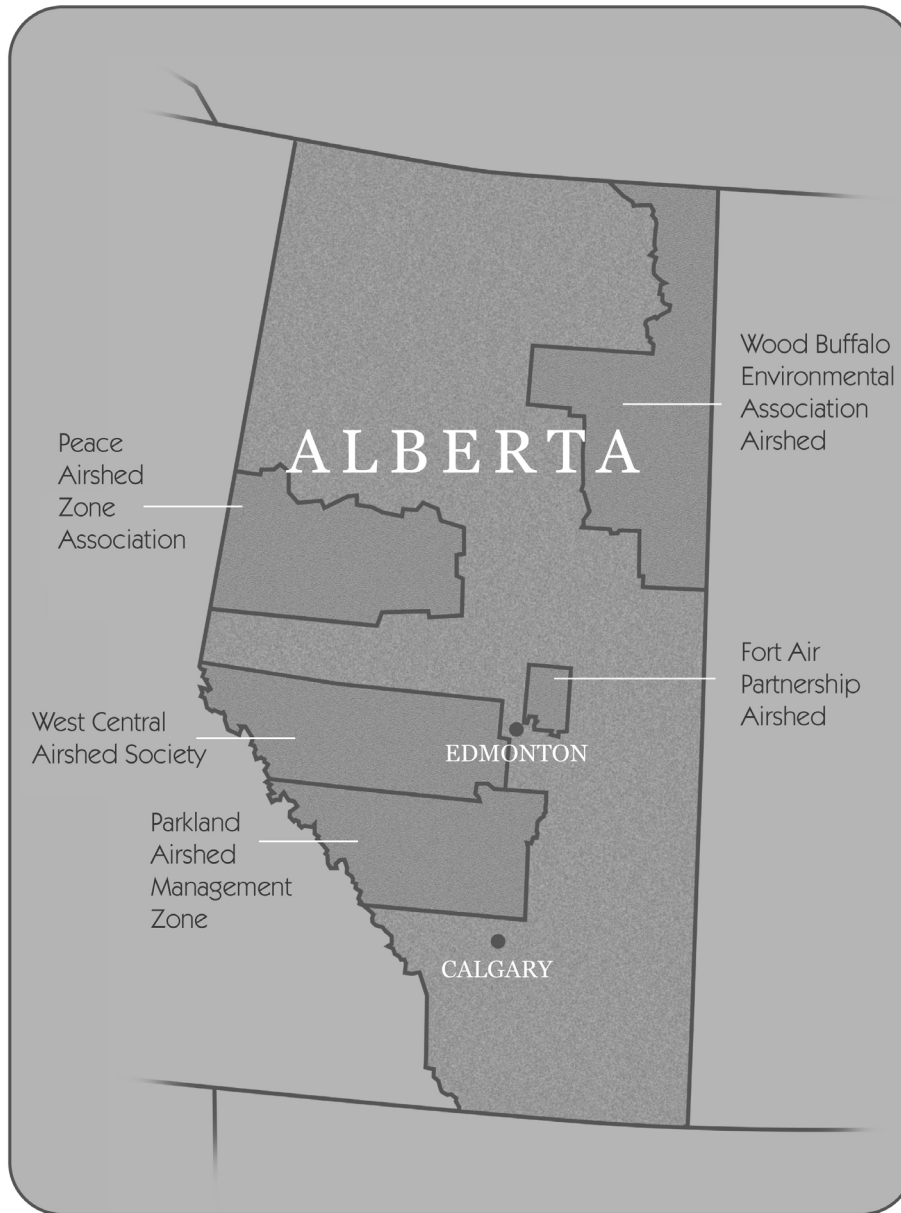 Wood Buffalo
Environmental
Association
Airshed
ALBERTA
Peace
Airshed
Zone
Association
Fort Air
Partnership
Airshed
West Central
Airshed Society
EDMONTON
Parkland
Airshed
Management
Zone
CALGARY